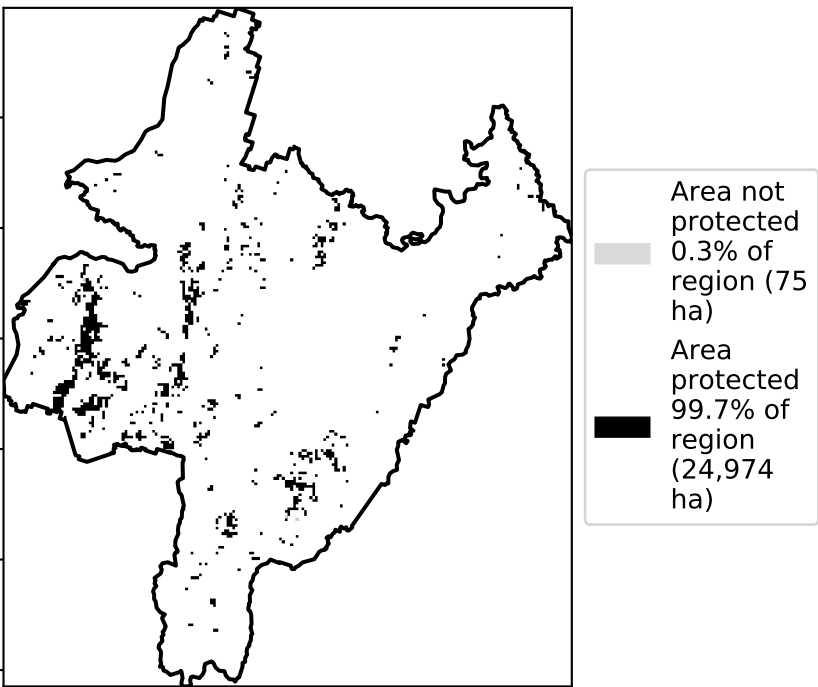 Area not
protected
0.3% of
region (75
ha)
Area
protected
99.7% of
region
(24,974
ha)